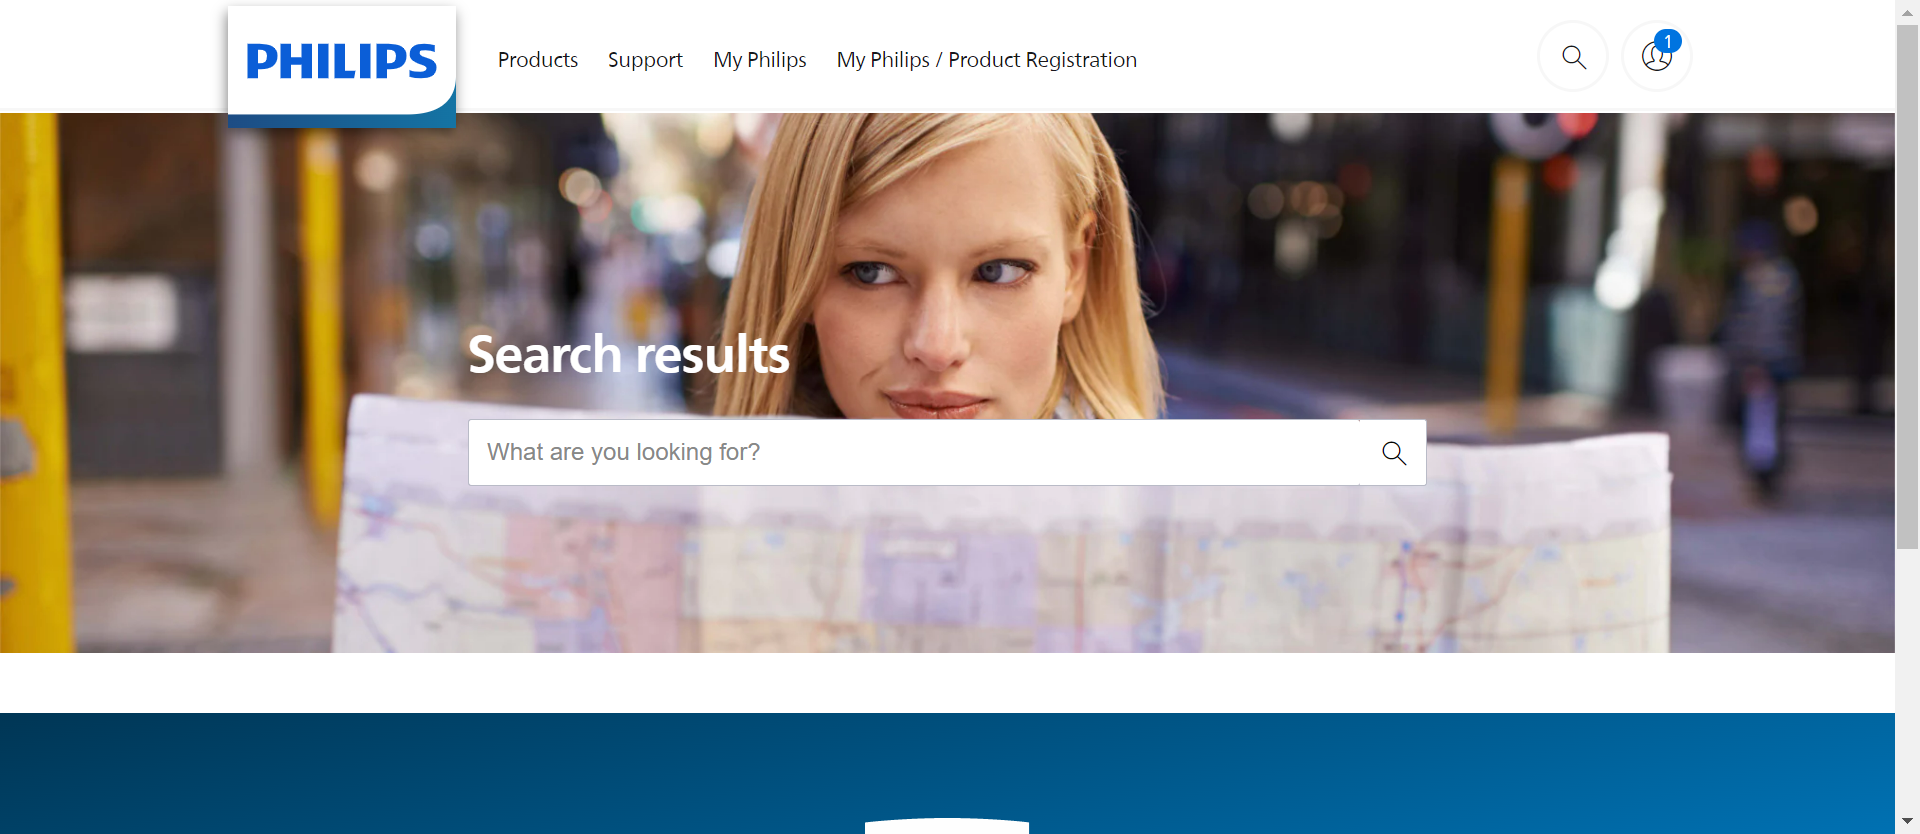 PHILIPS
Products Support My Philips My Philips / Product Registration
1
Search results
What are you looking for?